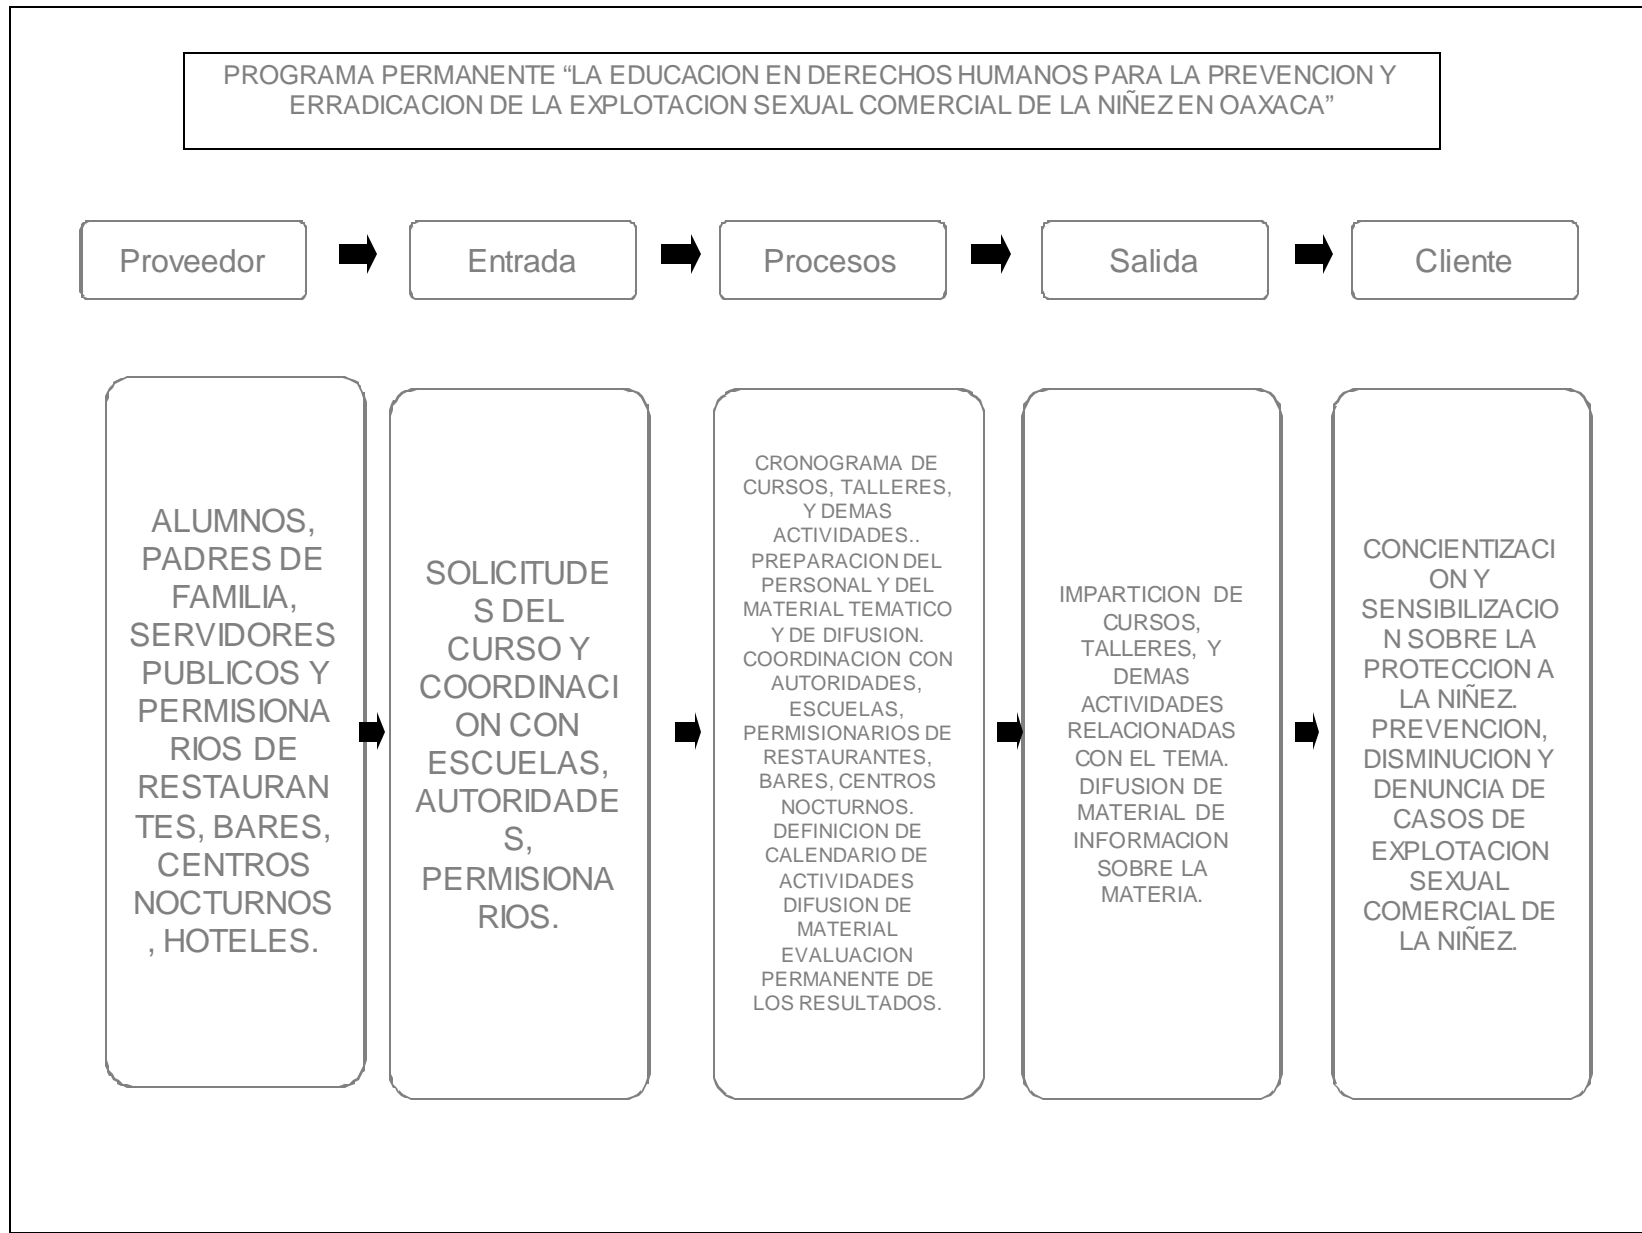 PROGRAMA PERMANENTE “LA EDUCACION EN DERECHOS HUMANOS PARA LA PREVENCION Y
ERRADICACION DE LA EXPLOTACION SEXUAL COMERCIAL DE LA NIÑEZ EN OAXACA”
Proveedor
Entrada
Procesos
Salida
Cliente
ALUMNOS,
PADRES DE
FAMILIA,
SERVIDORES
PUBLICOS Y
PERMISIONA
RIOS DE
RESTAURAN
TES, BARES,
CENTROS
NOCTURNOS
, HOTELES.
SOLICITUDE
S DEL
CURSO Y
COORDINACI
ON CON
ESCUELAS,
AUTORIDADE
S,
PERMISIONA
RIOS.
CRONOGRAMA DE
CURSOS, TALLERES,
Y DEMAS
ACTIVIDADES..
PREPARACION DEL
PERSONAL Y DEL
MATERIAL TEMATICO
Y DE DIFUSION.
COORDINACION CON
AUTORIDADES,
ESCUELAS,
PERMISIONARIOS DE
RESTAURANTES,
BARES, CENTROS
NOCTURNOS.
DEFINICION DE
CALENDARIO DE
ACTIVIDADES
DIFUSION DE
MATERIAL
EVALUACION
PERMANENTE DE
LOS RESULTADOS.
IMPARTICION DE
CURSOS,
TALLERES, Y
DEMAS
ACTIVIDADES
RELACIONADAS
CON EL TEMA.
DIFUSION DE
MATERIAL DE
INFORMACION
SOBRE LA
MATERIA.
CONCIENTIZACI
ON Y
SENSIBILIZACIO
N SOBRE LA
PROTECCION A
LA NIÑEZ.
PREVENCION,
DISMINUCION Y
DENUNCIA DE
CASOS DE
EXPLOTACION
SEXUAL
COMERCIAL DE
LA NIÑEZ.